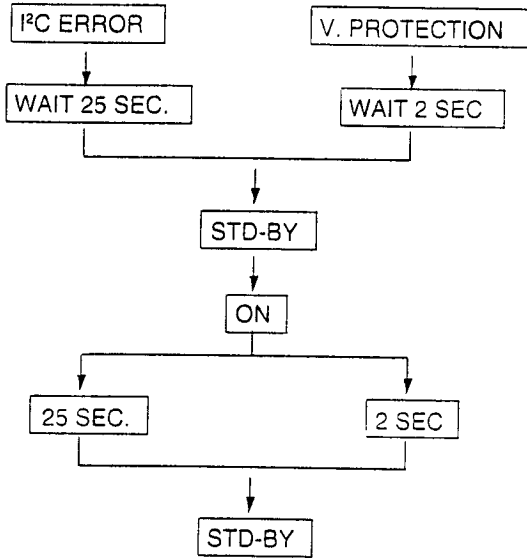 I²C ERROR
V. PROTECTION
WAIT 25 SEC.
WAIT 2 SEC
STD-BY
ON
25 SEC.
2 SEC
STD-BY